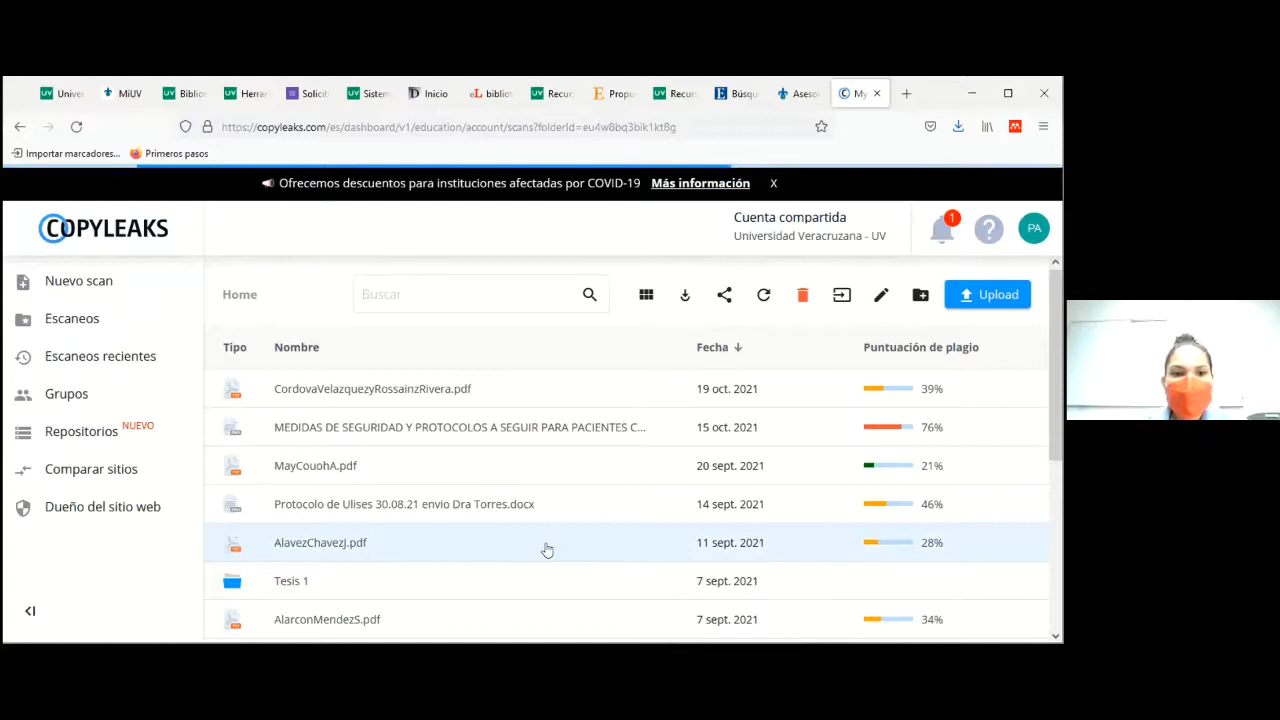 Univer
MiUV
Bibliot
Herran
Soliciti
Sistem
Inicio
bibliot
Recur
Propu
Recur
Búsqu
Aseso
My
https://copyleaks.com/es/dashboard/v1/education/account/scans?folderId=eu4w8bq3bik1kt8g
Importar marcadores...
Primeros pasos
Ofrecemos descuentos para instituciones afectadas por COVID-19 Más información X
COPYLEAKS
Cuenta compartida
Universidad Veracruzana - UV
1
PA
Nuevo scan
Escaneos
Escaneos recientes
Grupos
Repositorios NUEVO
Comparar sitios
Dueño del sitio web
Home
Buscar
Upload
Tipo Nombre Fecha Puntuación de plagio
CordovaVelazquezyRossainzRivera.pdf 19 oct. 2021 39%
MEDIDAS DE SEGURIDAD Y PROTOCOLOS A SEGUIR PARA PACIENTES C... 15 oct. 2021 76%
MayCouohA.pdf 20 sept. 2021 21%
Protocolo de Ulises 30.08.21 envio Dra Torres.docx 14 sept. 2021 46%
AlavezChavezJ.pdf 11 sept. 2021 28%
Tesis 1 7 sept. 2021
AlarconMendezS.pdf 7 sept. 2021 34%